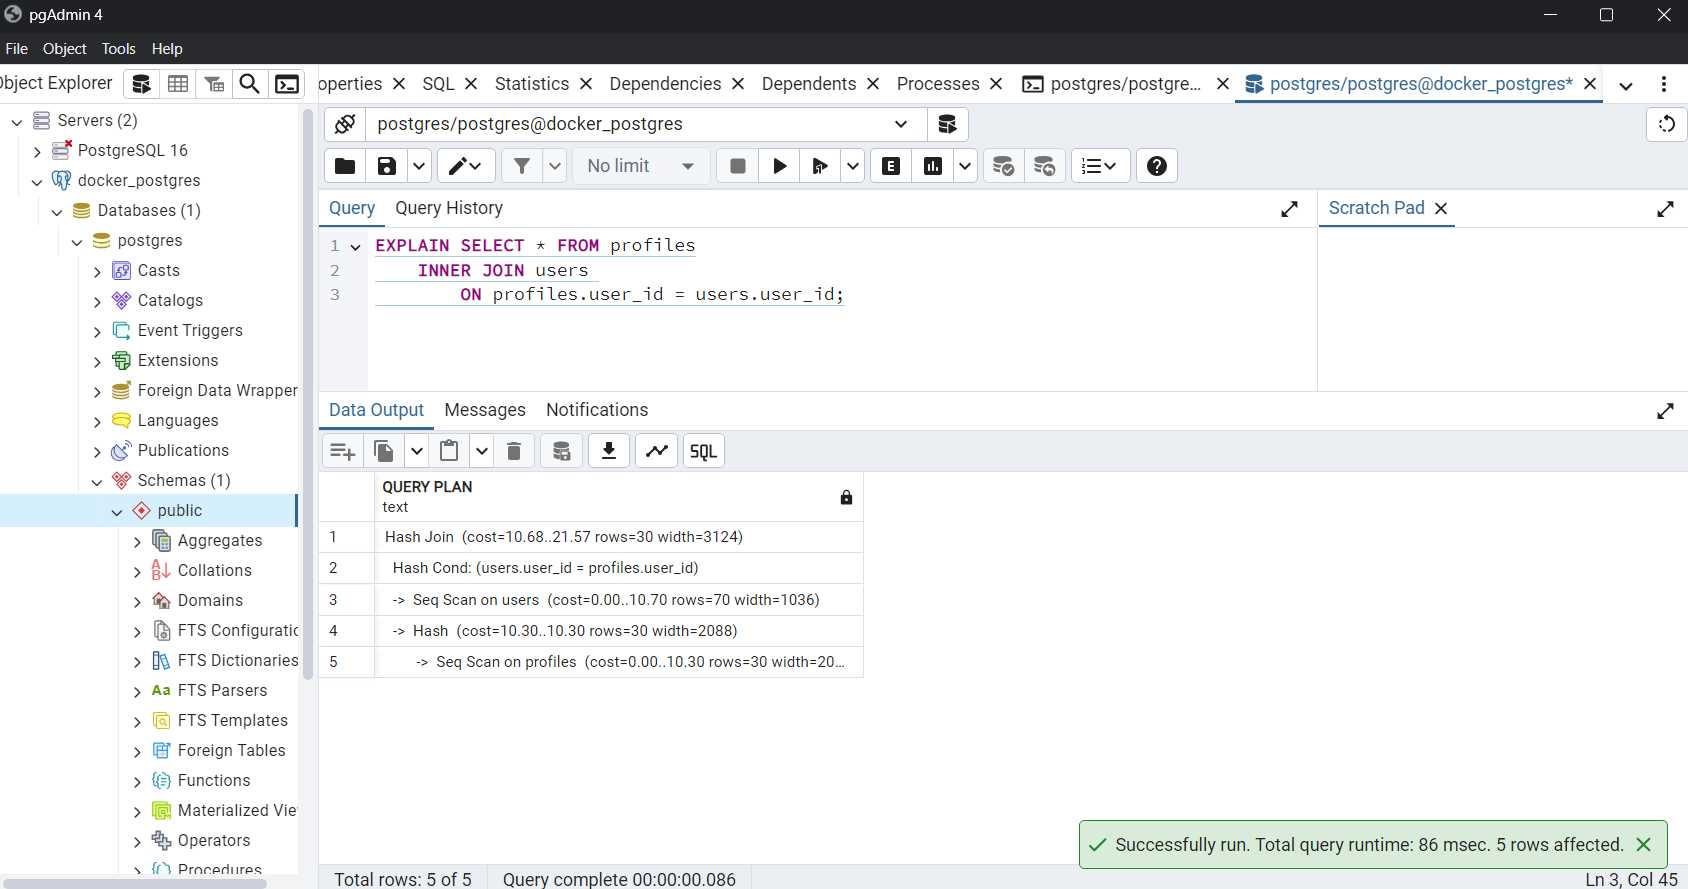 pgAdmin 4
File Object Tools Help
Object Explorer
operties SQL Statistics Dependencies Dependents Processes postgres/postgre... postgres/postgres@docker_postgres*
Servers (2)
PostgreSQL 16
docker_postgres
Databases (1)
postgres
Casts
Catalogs
Event Triggers
Extensions
Foreign Data Wrapper
Languages
Publications
Schemas (1)
public
Aggregates
Collations
Domains
FTS Configuratic
FTS Dictionaries
Aa FTS Parsers
FTS Templates
Foreign Tables
Functions
Materialized Vie
Operators
Procedures
postgres/postgres@docker_postgres
No limit
E
Query Query History
Scratch Pad
1 EXPLAIN SELECT * FROM profiles
2 INNER JOIN users
3 ON profiles.user_id = users.user_id;
Data Output Messages Notifications
SQL
QUERY PLAN
text
1 Hash Join (cost=10.68..21.57 rows=30 width=3124)
2 Hash Cond: (users.user_id = profiles.user_id)
3 -> Seq Scan on users (cost=0.00..10.70 rows=70 width=1036)
4 -> Hash (cost=10.30..10.30 rows=30 width=2088)
5 -> Seq Scan on profiles (cost=0.00..10.30 rows=30 width=20...
Successfully run. Total query runtime: 86 msec. 5 rows affected.
Total rows: 5 of 5 Query complete 00:00:00.086 Ln 3, Col 45